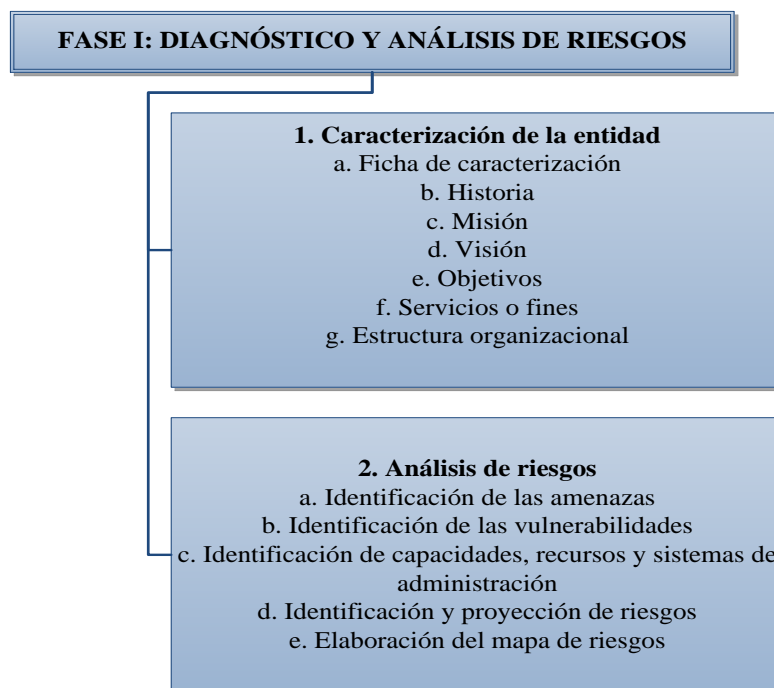 FASE I: DIAGNÓSTICO Y ANÁLISIS DE RIESGOS
1. Caracterización de la entidad
a. Ficha de caracterización
b. Historia
c. Misión
d. Visión
e. Objetivos
f. Servicios o fines
g. Estructura organizacional
2. Análisis de riesgos
a. Identificación de las amenazas
b. Identificación de las vulnerabilidades
c. Identificación de capacidades, recursos y sistemas de
administración
d. Identificación y proyección de riesgos
e. Elaboración del mapa de riesgos